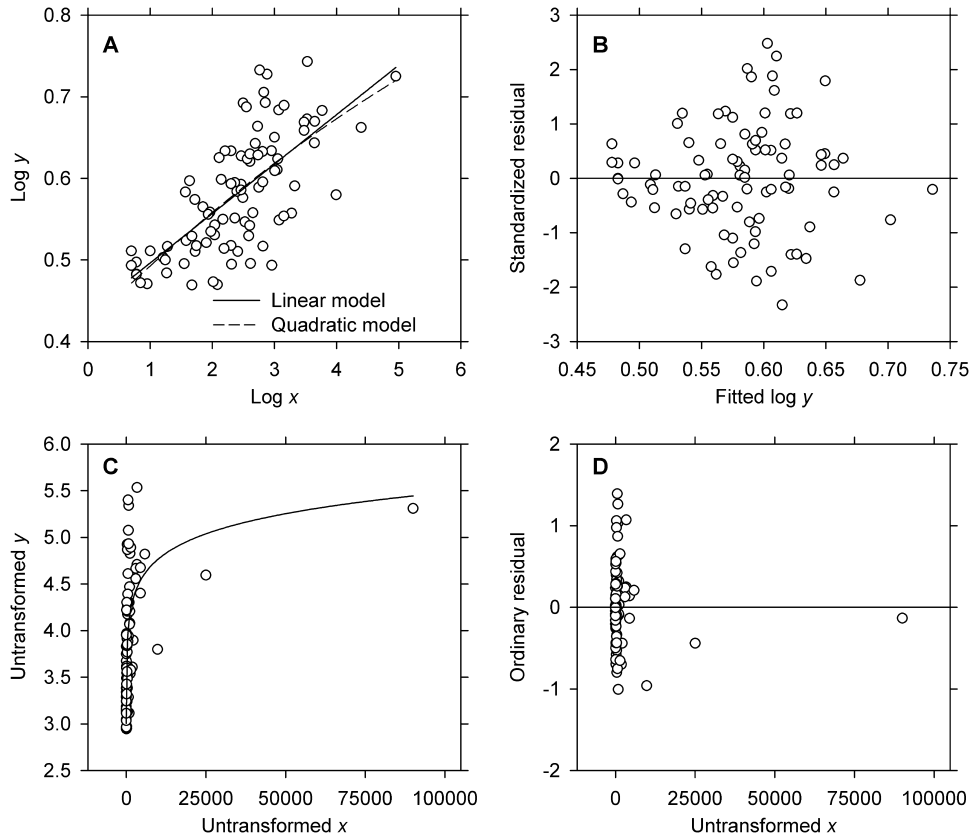 A
Log y
0.8
0.7
0.6
0.5
0.4
Linear model
Quadratic model
0 1 2 3 4 5 6
Log x
B
Standardized residual
3
2
1
0
-1
-2
-3
0.45 0.50 0.55 0.60 0.65 0.70 0.75
Fitted log y
C
Untransformed y
6.0
5.5
5.0
4.5
4.0
3.5
3.0
2.5
0 25000 50000 75000 100000
Untransformed x
D
Ordinary residual
2
1
0
-1
-2
0 25000 50000 75000 100000
Untransformed x